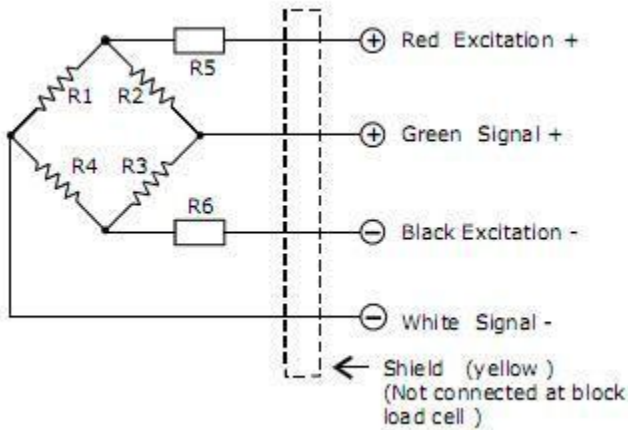 Red Excitation +
R5
R1
R2
Green Signal +
R4
R3
R6
Black Excitation -
White Signal -
Shield (yellow )
(Not connected at block
load cell )